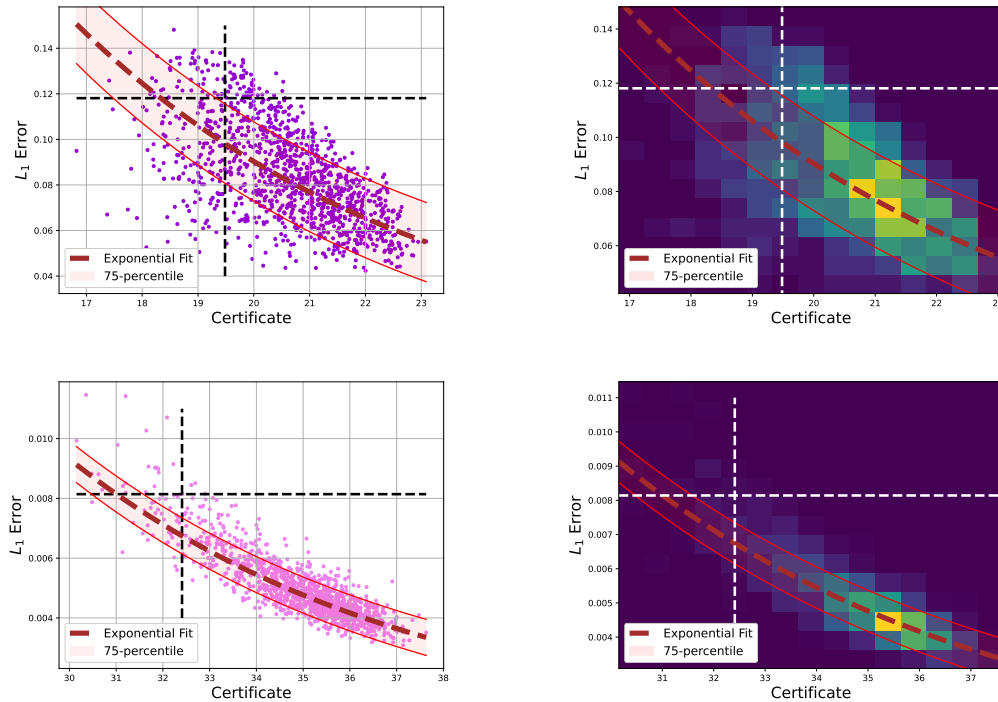 0.14
0.12
0.10
0.08
0.06
0.04
L₁ Error
Exponential Fit
75-percentile
17 18 19 20 21 22 23
Certificate
0.14
0.12
0.10
0.08
0.06
L₁ Error
Exponential Fit
75-percentile
17 18 19 20 21 22
Certificate
0.010
0.008
0.006
0.004
L₁ Error
Exponential Fit
75-percentile
30 31 32 33 34 35 36 37 38
Certificate
0.011
0.010
0.009
0.008
0.007
0.006
0.005
0.004
L₁ Error
Exponential Fit
75-percentile
31 32 33 34 35 36 37
Certificate